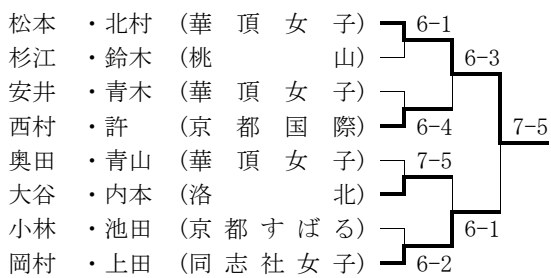 松本 ・北村 (華頂女子) 6-1
杉江 ・鈴木 (桃山) 6-3
安井 ・青木 (華頂女子)
西村 ・許 (京都国際) 6-4 7-5
奥田 ・青山 (華頂女子) 7-5
大谷 ・内本 (洛北)
小林 ・池田 (京都すばる) 6-1
岡村 ・上田 (同志社女子) 6-2